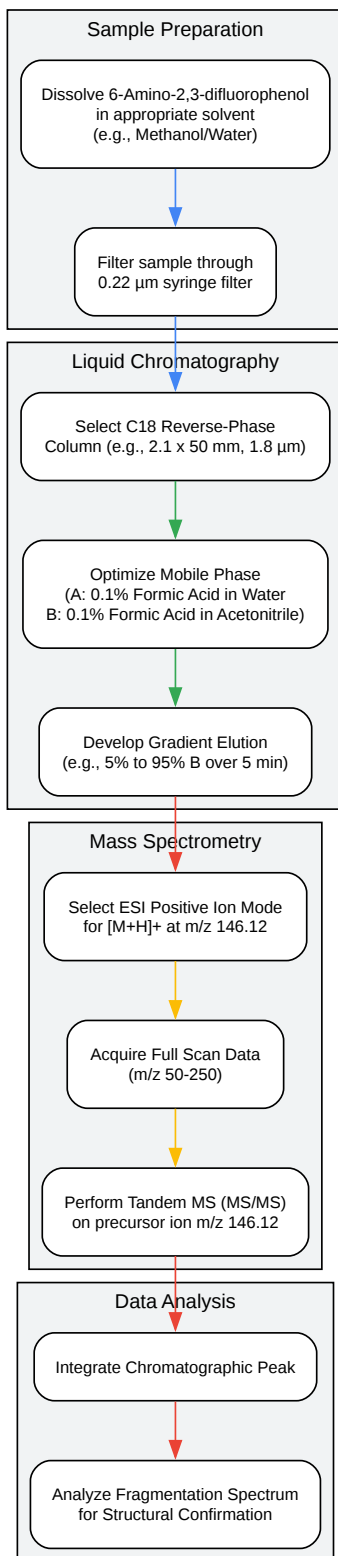 Sample Preparation
Dissolve 6-Amino-2,3-difluorophenol
in appropriate solvent
(e.g., Methanol/Water)
Filter sample through
0.22 µm syringe filter
Liquid Chromatography
Select C18 Reverse-Phase
Column (e.g., 2.1 x 50 mm, 1.8 µm)
Optimize Mobile Phase
(A: 0.1% Formic Acid in Water
B: 0.1% Formic Acid in Acetonitrile)
Develop Gradient Elution
(e.g., 5% to 95% B over 5 min)
Mass Spectrometry
Select ESI Positive Ion Mode
for [M+H]+ at m/z 146.12
Acquire Full Scan Data
(m/z 50-250)
Perform Tandem MS (MS/MS)
on precursor ion m/z 146.12
Data Analysis
Integrate Chromatographic Peak
Analyze Fragmentation Spectrum
for Structural Confirmation